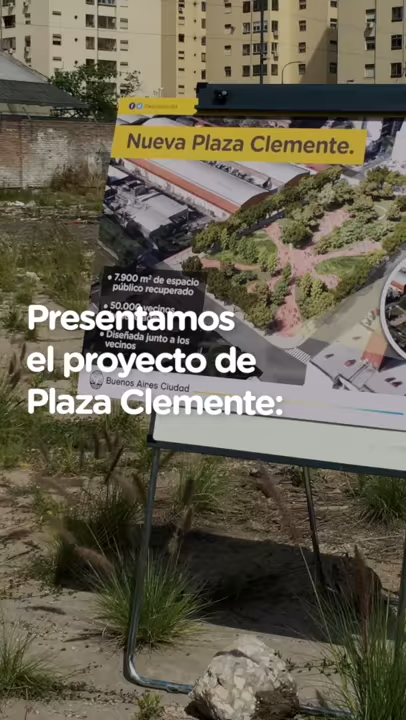 Nueva Plaza Clemente.
• 7.900 m² de espacio
público recuperado
• 50.000 vecinos
• Diseñada junto a los
vecinos
Buenos Aires Ciudad
Presentamos
el proyecto de
Plaza Clemente: